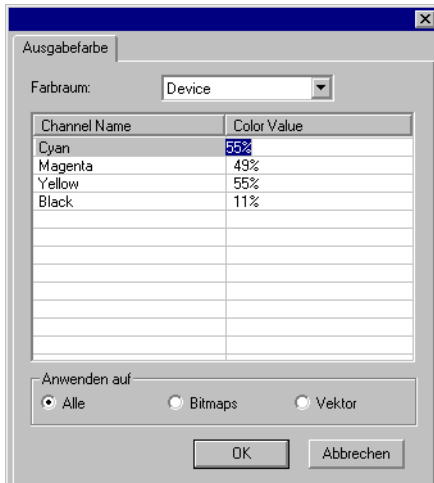 Ausgabefarbe
Farbraum: Device
Channel Name Color Value
Cyan 55%
Magenta 49%
Yellow 55%
Black 11%
Anwenden auf
Alle Bitmaps Vektor
OK Abbrechen